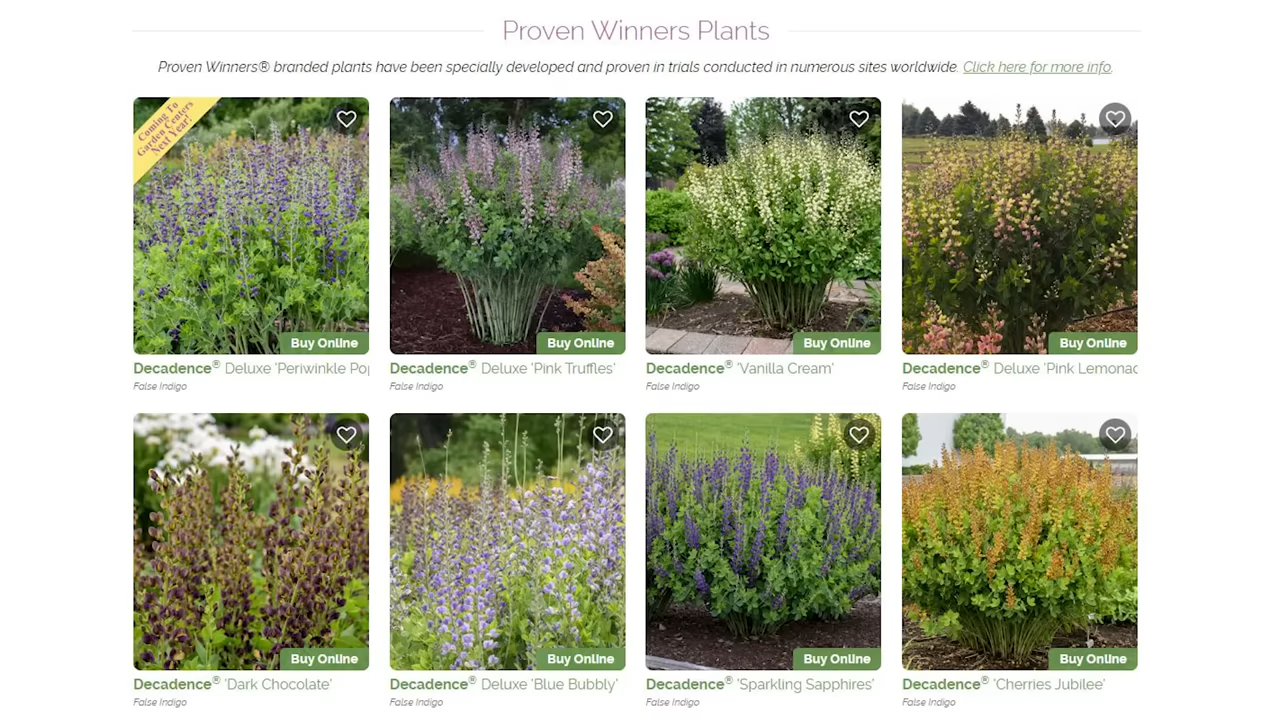 Proven Winners Plants
Proven Winners® branded plants have been specially developed and proven in trials conducted in numerous sites worldwide. Click here for more info.
Coming To
Garden Centers
Next Year!
Buy Online
Buy Online
Buy Online
Buy Online
Decadence® Deluxe 'Periwinkle Pop
Decadence® Deluxe 'Pink Truffles'
Decadence® 'Vanilla Cream'
Decadence® Deluxe 'Pink Lemonad
False Indigo
False Indigo
False Indigo
False Indigo
Buy Online
Buy Online
Buy Online
Buy Online
Decadence® 'Dark Chocolate'
Decadence® Deluxe 'Blue Bubbly'
Decadence® 'Sparkling Sapphires'
Decadence® 'Cherries Jubilee'
False Indigo
False Indigo
False Indigo
False Indigo